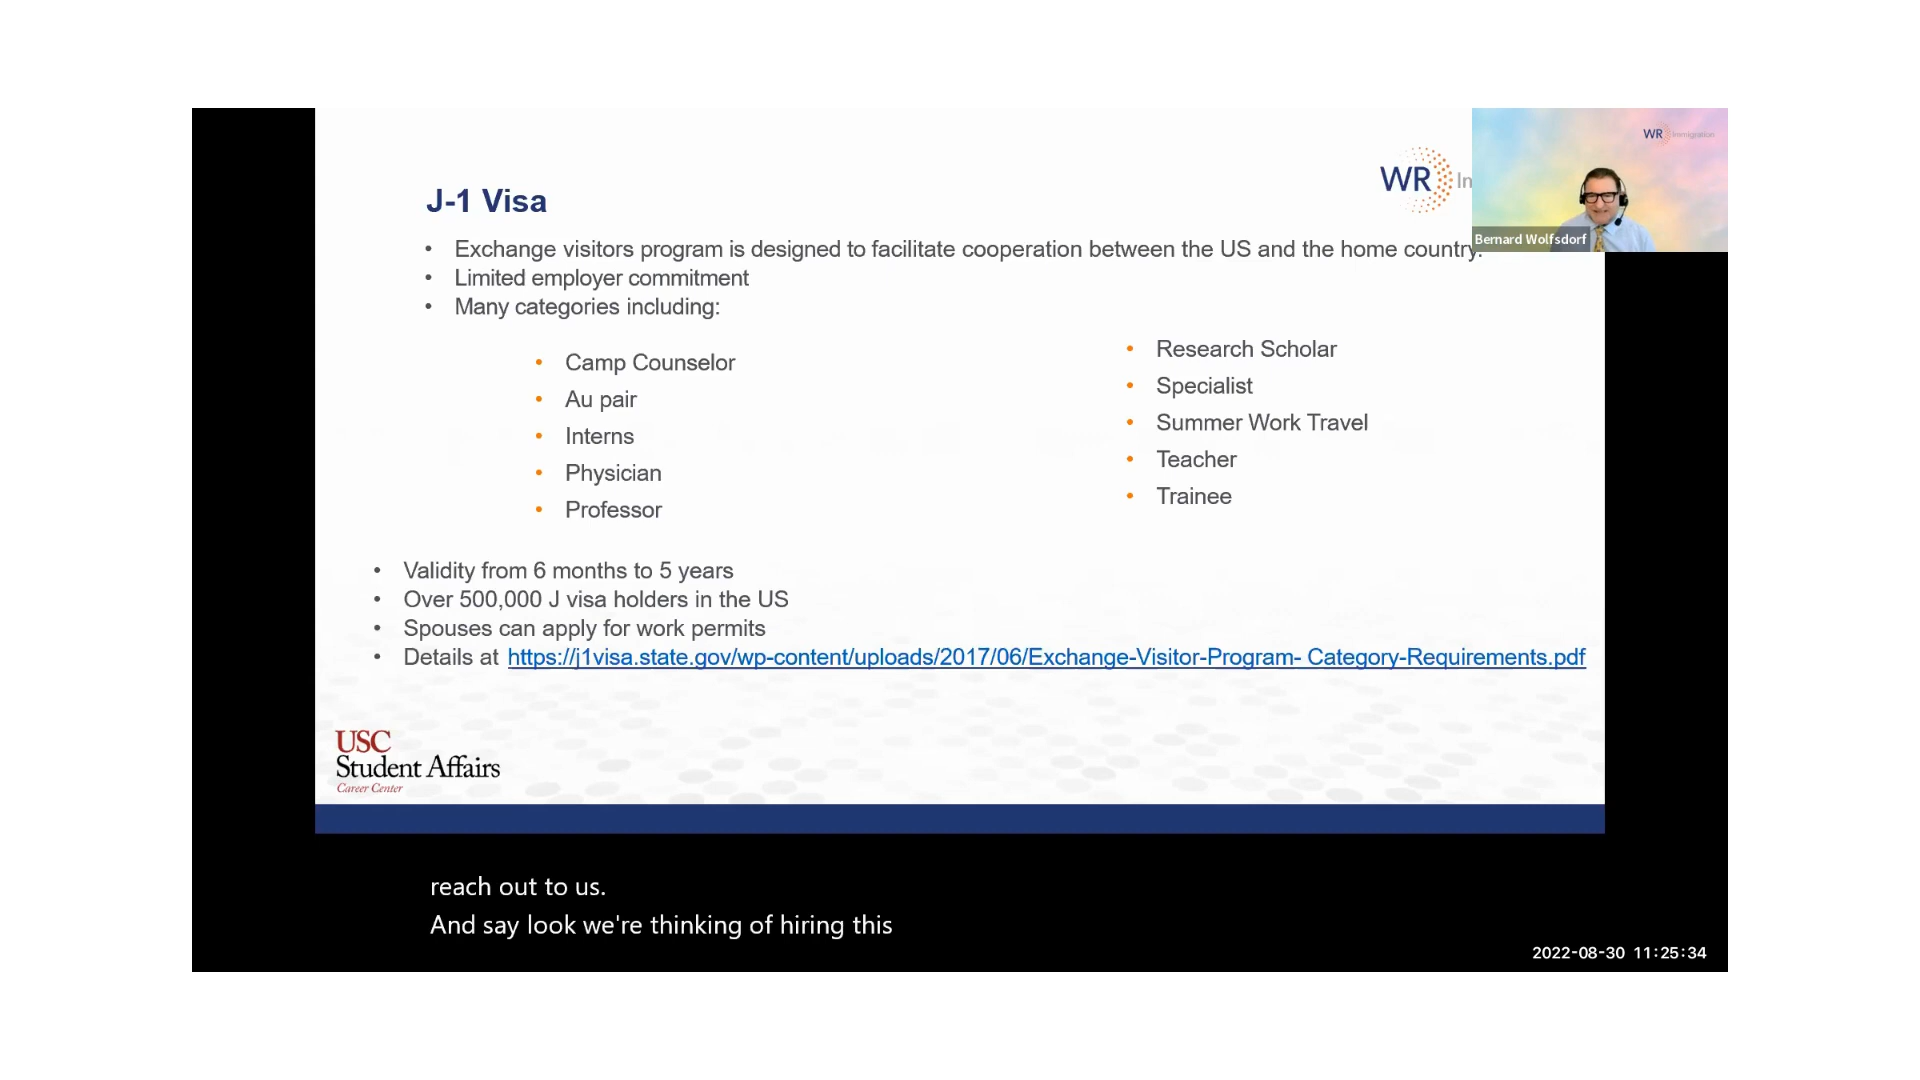 WR Immigration
WR In
J-1 Visa
Bernard Wolfsdorf
• Exchange visitors program is designed to facilitate cooperation between the US and the home country.
• Limited employer commitment
• Many categories including:
• Camp Counselor
• Au pair
• Interns
• Physician
• Professor
• Research Scholar
• Specialist
• Summer Work Travel
• Teacher
• Trainee
• Validity from 6 months to 5 years
• Over 500,000 J visa holders in the US
• Spouses can apply for work permits
• Details at https://j1visa.state.gov/wp-content/uploads/2017/06/Exchange-Visitor-Program- Category-Requirements.pdf
USC
Student Affairs
Career Center
reach out to us.
And say look we're thinking of hiring this
2022-08-30 11:25:34